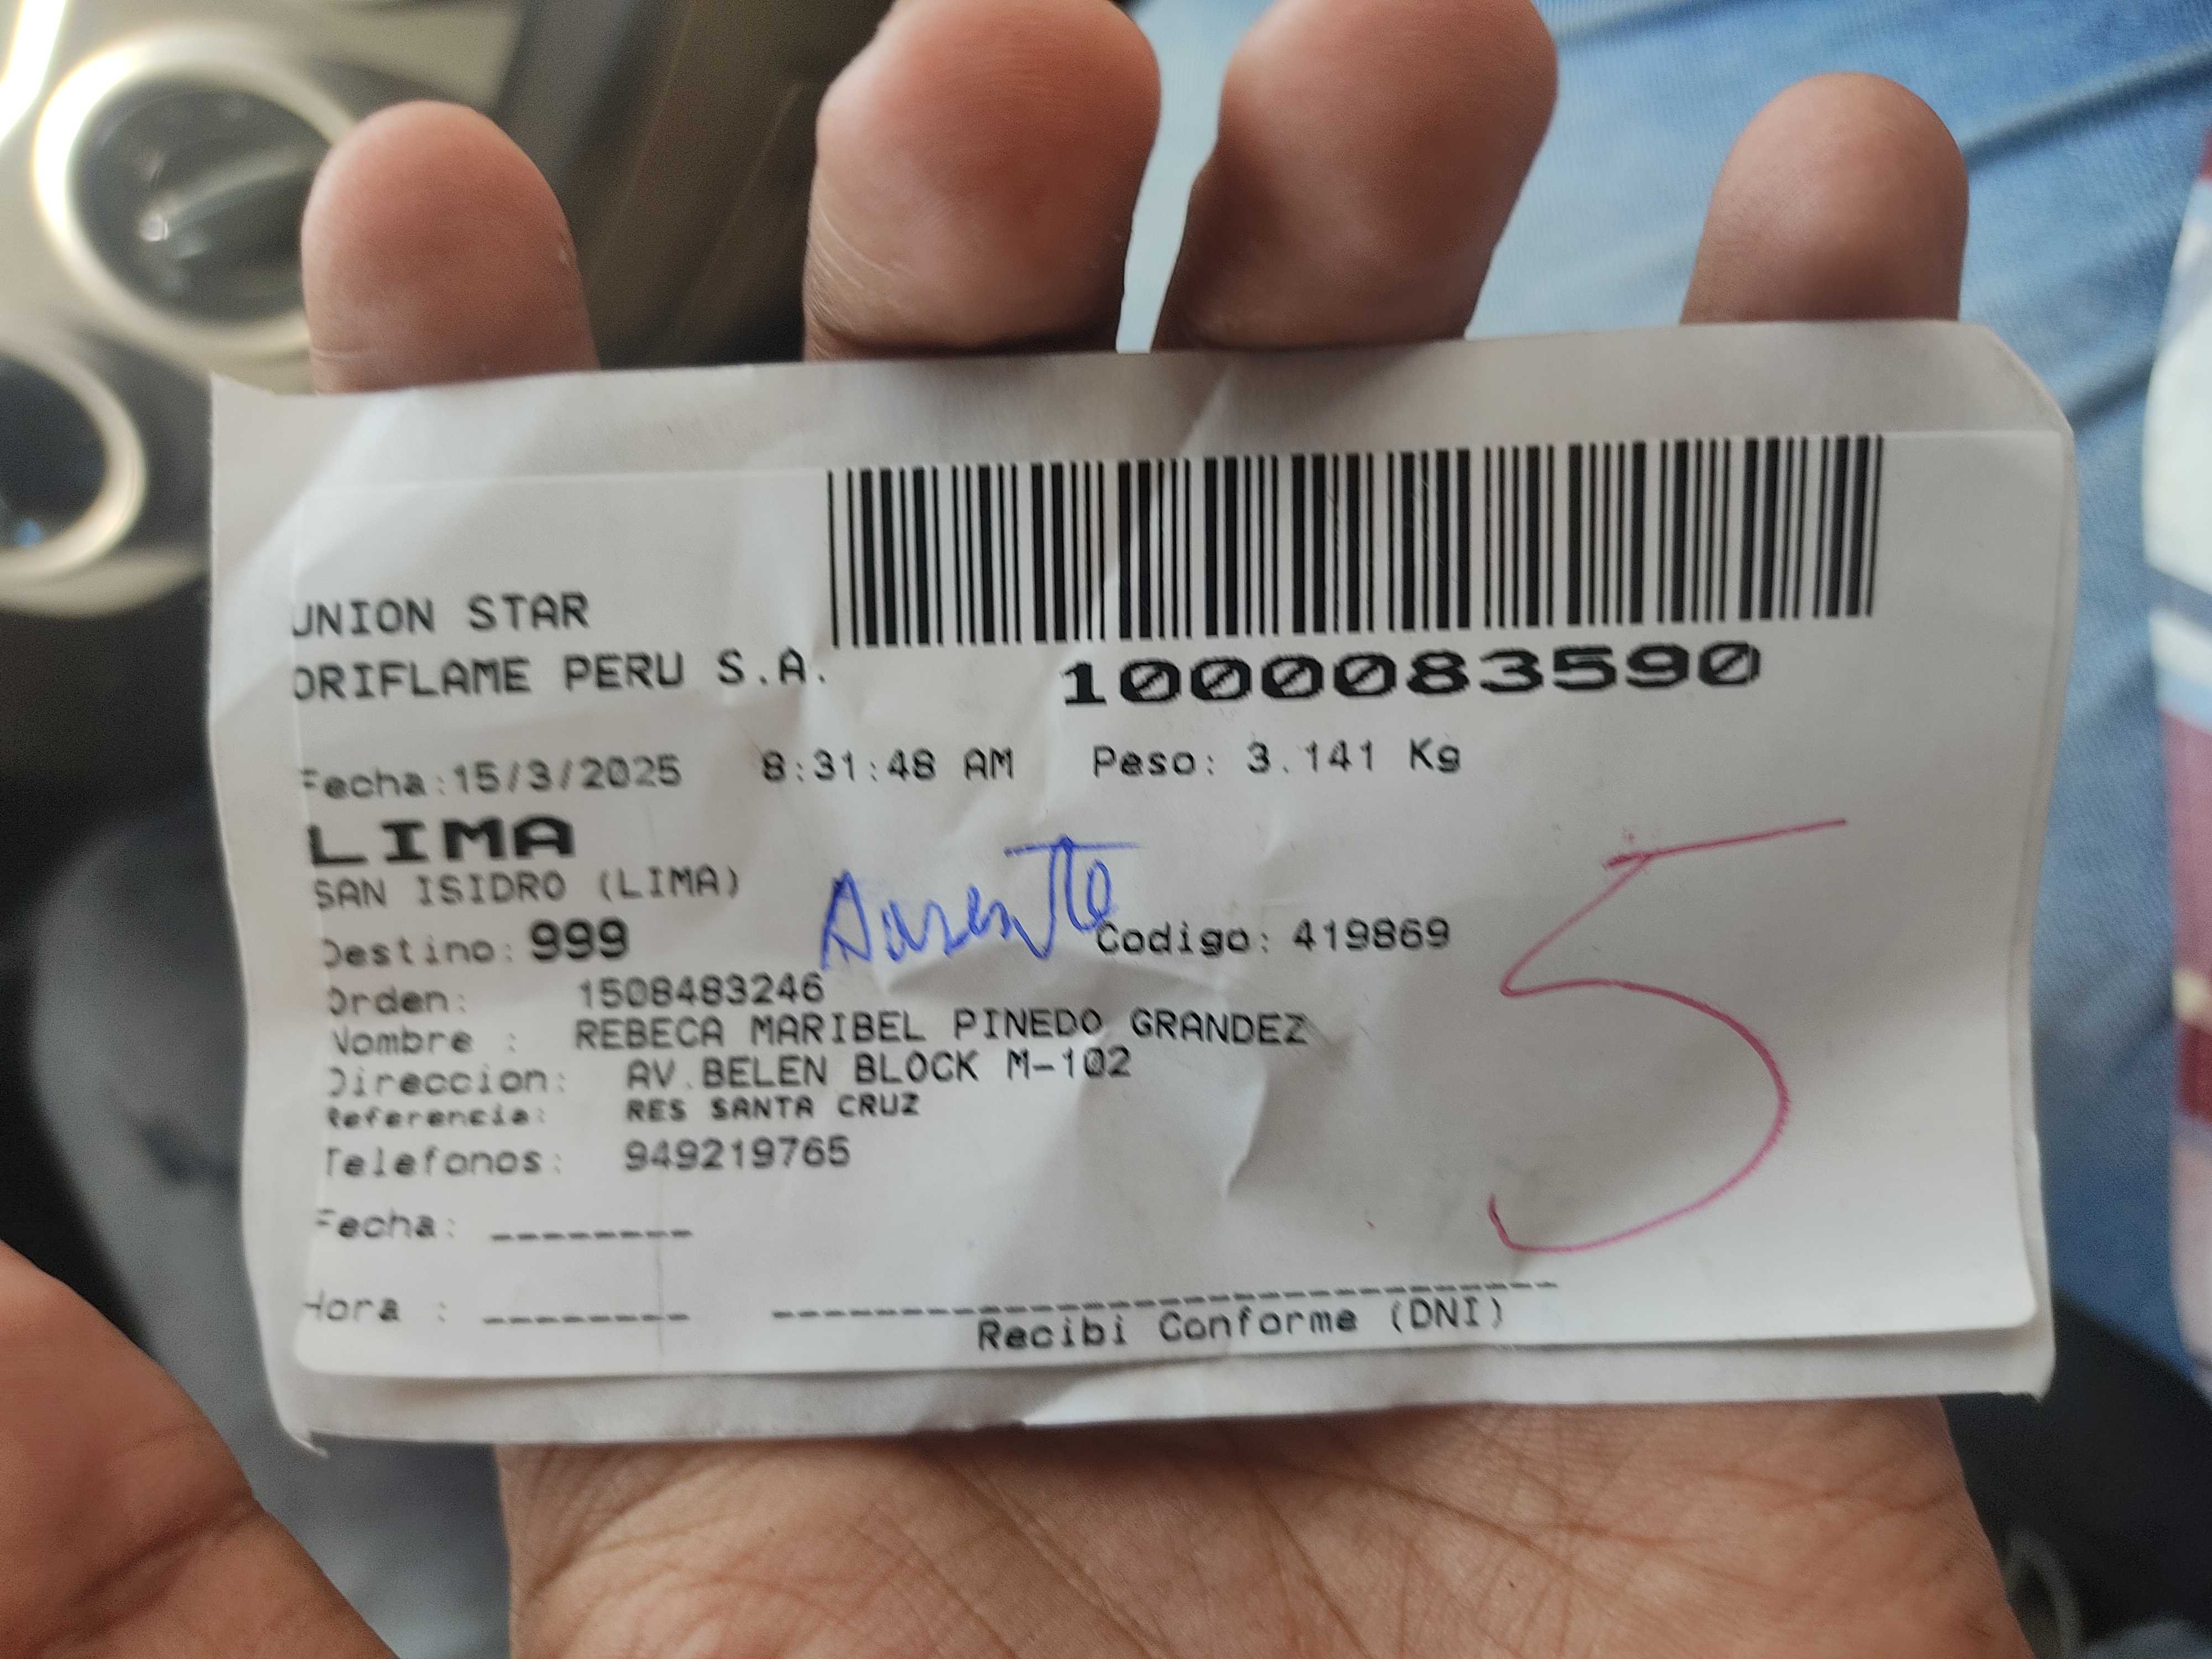 UNION STAR
ORIFLAME PERU S.A.
1000083590
Fecha:15/3/2025 8:31:48 AM Peso: 3.141 Kg
LIMA
SAN ISIDRO (LIMA)
Destino: 999 Codigo: 419869
5
Orden: 1508483246
Nombre : REBECA MARIBEL PINEDO GRANDEZ
Direccion: AV.BELEN BLOCK M-102
Referencia: RES SANTA CRUZ
Telefonos: 949219765
Fecha: ________
Hora : ________
Recibi Conforme (DNI)